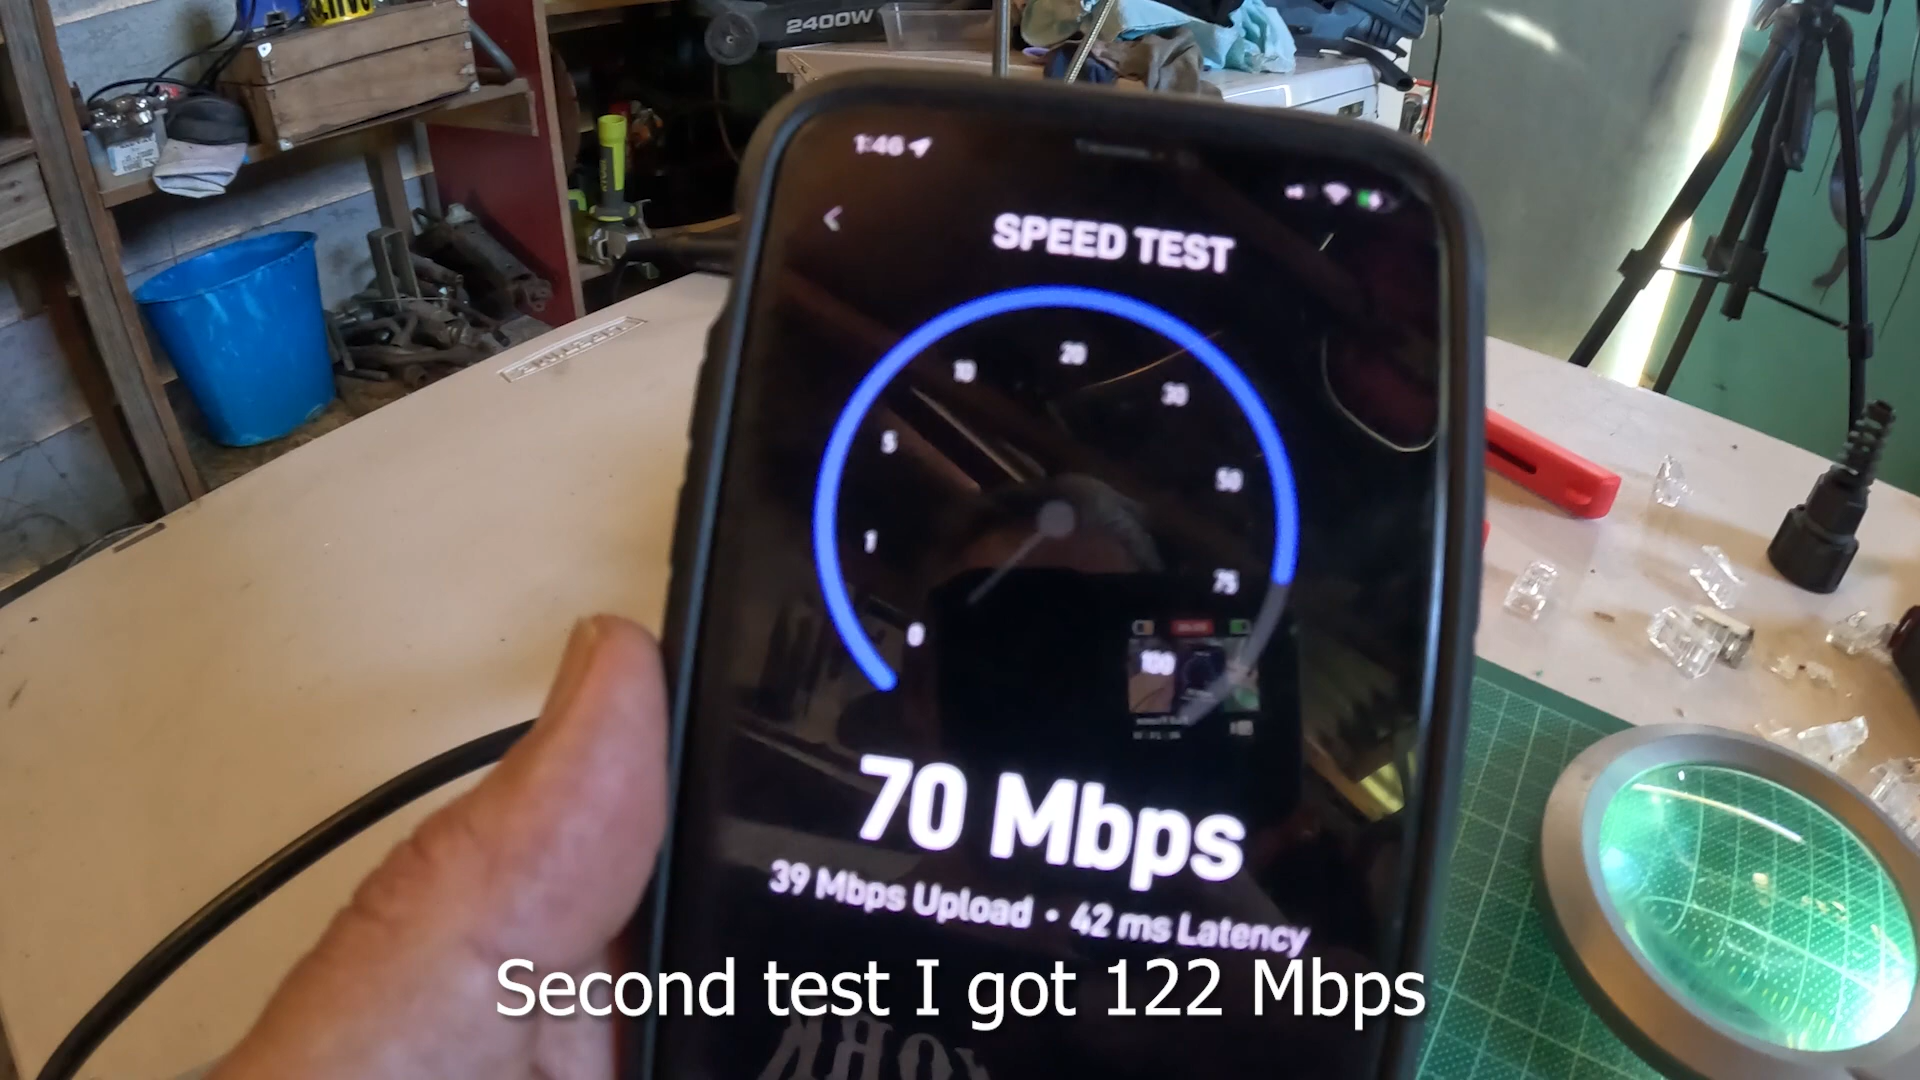 2400W
RYOBI
1:46
SPEED TEST
20
10
30
5
50
1
75
0
100
70 Mbps
39 Mbps Upload • 42 ms Latency
Second test I got 122 Mbps